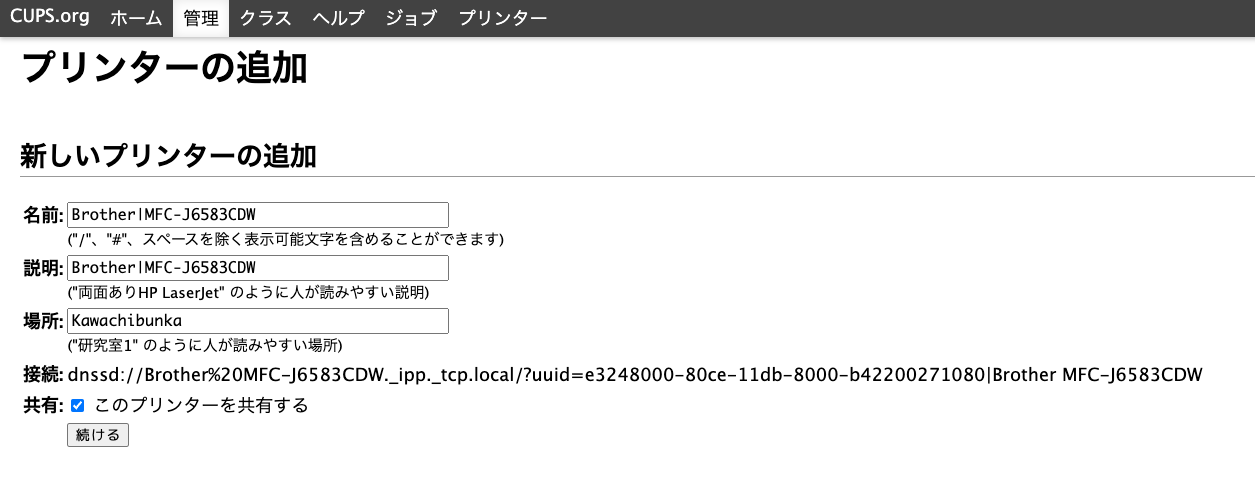 CUPS.org ホーム 管理 クラス ヘルプ ジョブ プリンター
プリンターの追加
新しいプリンターの追加
名前: Brother|MFC-J6583CDW
("/"、"#"、スペースを除く表示可能文字を含めることができます)
説明: Brother|MFC-J6583CDW
("両面ありHP LaserJet" のように人が読みやすい説明)
場所: Kawachibunka
("研究室1" のように人が読みやすい場所)
接続: dnssd://Brother%20MFC-J6583CDW._ipp._tcp.local/?uuid=e3248000-80ce-11db-8000-b42200271080|Brother MFC-J6583CDW
共有: このプリンターを共有する
続ける